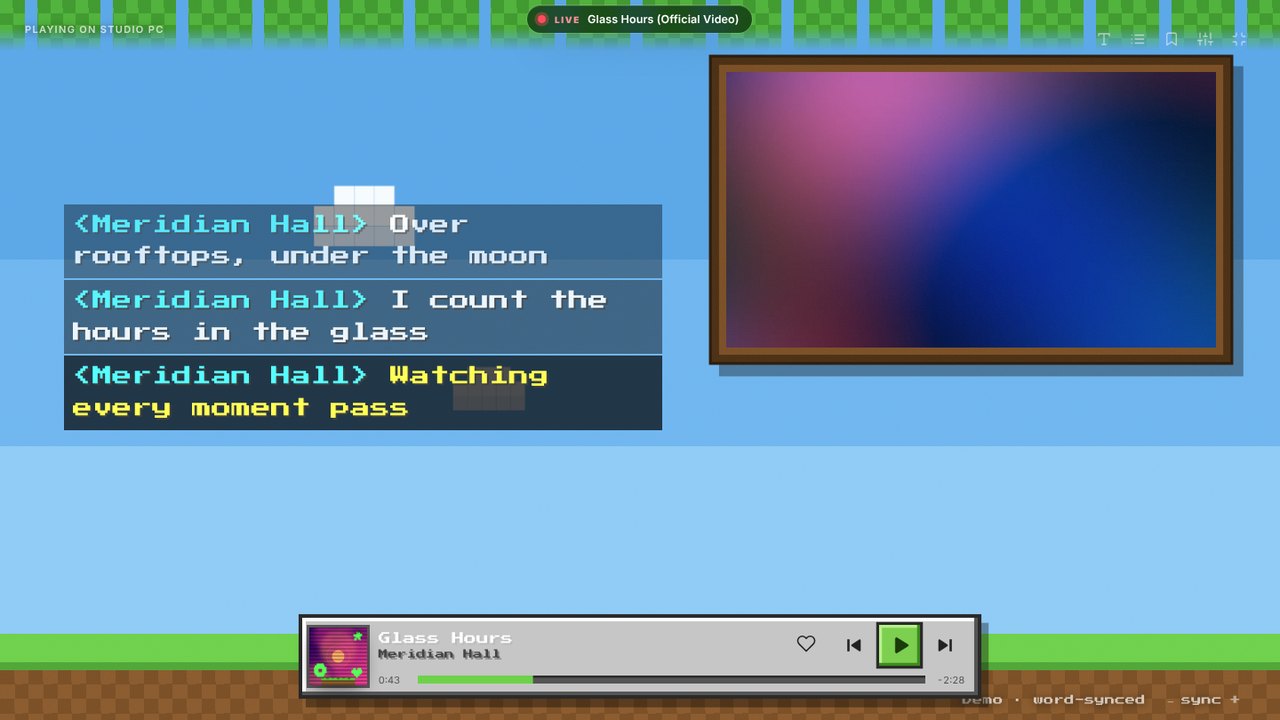 PLAYING ON STUDIO PC
LIVE Glass Hours (Official Video)
<Meridian Hall> Over
rooftops, under the moon
<Meridian Hall> I count the
hours in the glass
<Meridian Hall> Watching
every moment pass
Glass Hours
Meridian Hall
0:43
-2:28
Demo · word-synced – sync +